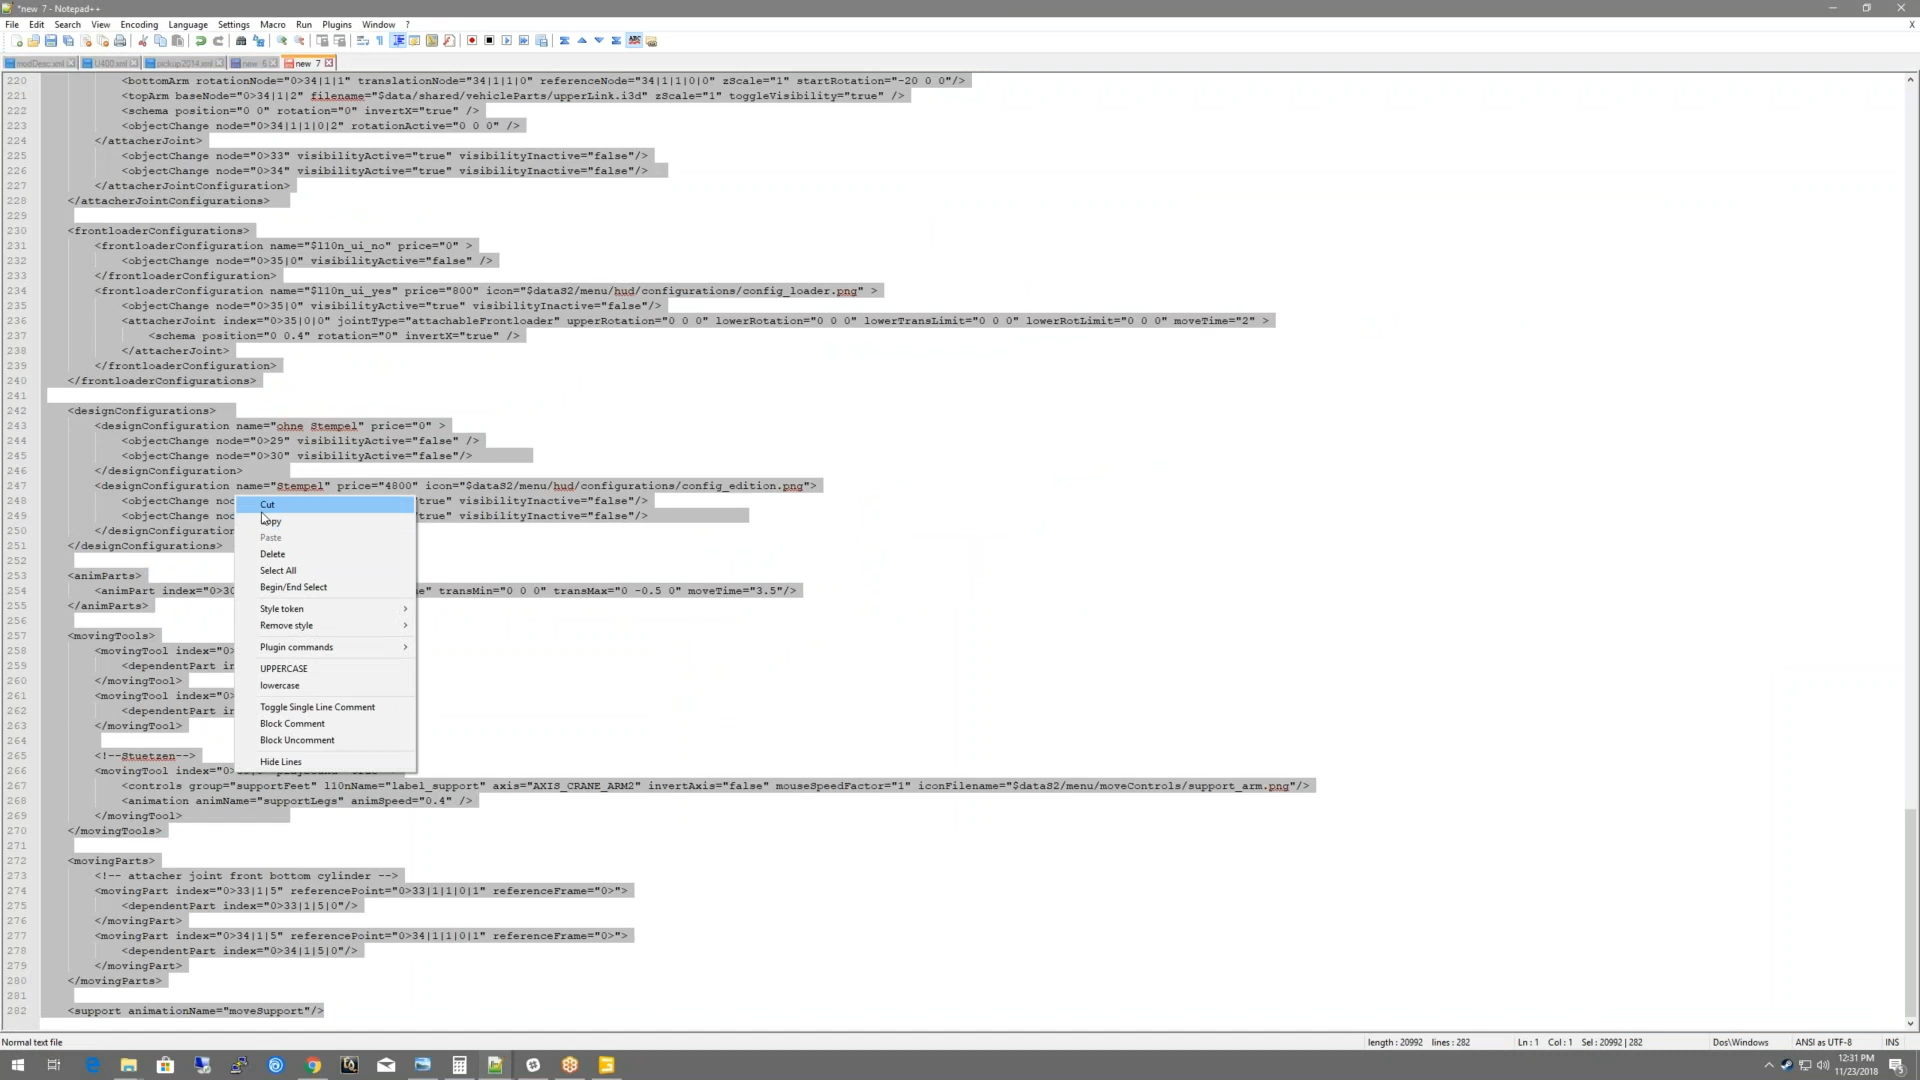 *new 7 - Notepad++
File Edit Search View Encoding Language Settings Macro Run Plugins Window ?
X
modDesc.xml U400.xml pickup2014.xml new 6 new 7
220 <bottomArm rotationNode="0>34|1|1" translationNode="34|1|1|0" referenceNode="34|1|1|0|0" zScale="1" startRotation="-20 0 0"/>
221 <topArm baseNode="0>34|1|2" filename="$data/shared/vehicleParts/upperLink.i3d" zScale="1" toggleVisibility="true" />
222 <schema position="0 0" rotation="0" invertX="true" />
223 <objectChange node="0>34|1|1|0|2" rotationActive="0 0 0" />
224 </attacherJoint>
225 <objectChange node="0>33" visibilityActive="true" visibilityInactive="false"/>
226 <objectChange node="0>34" visibilityActive="true" visibilityInactive="false"/>
227 </attacherJointConfiguration>
228 </attacherJointConfigurations>
229
230 <frontloaderConfigurations>
231 <frontloaderConfiguration name="$l10n_ui_no" price="0" >
232 <objectChange node="0>35|0" visibilityActive="false" />
233 </frontloaderConfiguration>
234 <frontloaderConfiguration name="$l10n_ui_yes" price="800" icon="$dataS2/menu/hud/configurations/config_loader.png" >
235 <objectChange node="0>35|0" visibilityActive="true" visibilityInactive="false"/>
236 <attacherJoint index="0>35|0|0" jointType="attachableFrontloader" upperRotation="0 0 0" lowerRotation="0 0 0" lowerTransLimit="0 0 0" lowerRotLimit="0 0 0" moveTime="2" >
237 <schema position="0 0.4" rotation="0" invertX="true" />
238 </attacherJoint>
239 </frontloaderConfiguration>
240 </frontloaderConfigurations>
241
242 <designConfigurations>
243 <designConfiguration name="ohne Stempel" price="0" >
244 <objectChange node="0>29" visibilityActive="false" />
245 <objectChange node="0>30" visibilityActive="false"/>
246 </designConfiguration>
247 <designConfiguration name="Stempel" price="4800" icon="$dataS2/menu/hud/configurations/config_edition.png">
248 <objectChange noc true" visibilityInactive="false"/>
249 <objectChange noc true" visibilityInactive="false"/>
250 </designConfiguration
251 </designConfigurations>
252
253 <animParts>
254 <animPart index="0>30 e" transMin="0 0 0" transMax="0 -0.5 0" moveTime="3.5"/>
255 </animParts>
256
257 <movingTools>
258 <movingTool index="0>
259 <dependentPart in
260 </movingTool>
261 <movingTool index="0>
262 <dependentPart in
263 </movingTool>
264
265 <!--Stuetzen-->
266 <movingTool index="0>
267 <controls group="supportFeet" l10nName="label_support" axis="AXIS_CRANE_ARM2" invertAxis="false" mouseSpeedFactor="1" iconFilename="$dataS2/menu/moveControls/support_arm.png"/>
268 <animation animName="supportLegs" animSpeed="0.4" />
269 </movingTool>
270 </movingTools>
271
272 <movingParts>
273 <!-- attacher joint front bottom cylinder -->
274 <movingPart index="0>33|1|5" referencePoint="0>33|1|1|0|1" referenceFrame="0>">
275 <dependentPart index="0>33|1|5|0"/>
276 </movingPart>
277 <movingPart index="0>34|1|5" referencePoint="0>34|1|1|0|1" referenceFrame="0>">
278 <dependentPart index="0>34|1|5|0"/>
279 </movingPart>
280 </movingParts>
281
282 <support animationName="moveSupport"/>
Cut
Copy
Paste
Delete
Select All
Begin/End Select
Style token
Remove style
Plugin commands
UPPERCASE
lowercase
Toggle Single Line Comment
Block Comment
Block Uncomment
Hide Lines
Normal text file length : 20992 lines : 282 Ln : 1 Col : 1 Sel : 20992 | 282 Dos\Windows ANSI as UTF-8 INS
12:31 PM
11/23/2018